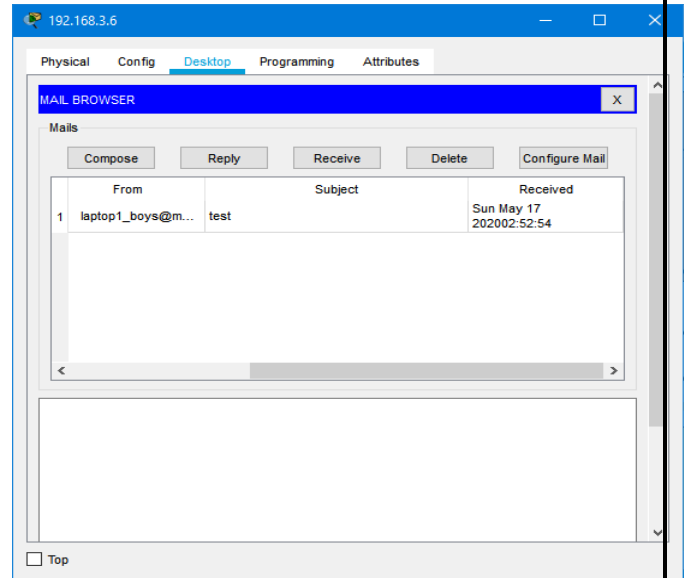 192.168.3.6
Physical Config Desktop Programming Attributes
MAIL BROWSER X
Mails
Compose Reply Receive Delete Configure Mail
From Subject Received
1 laptop1_boys@m... test Sun May 17
202002:52:54
Top